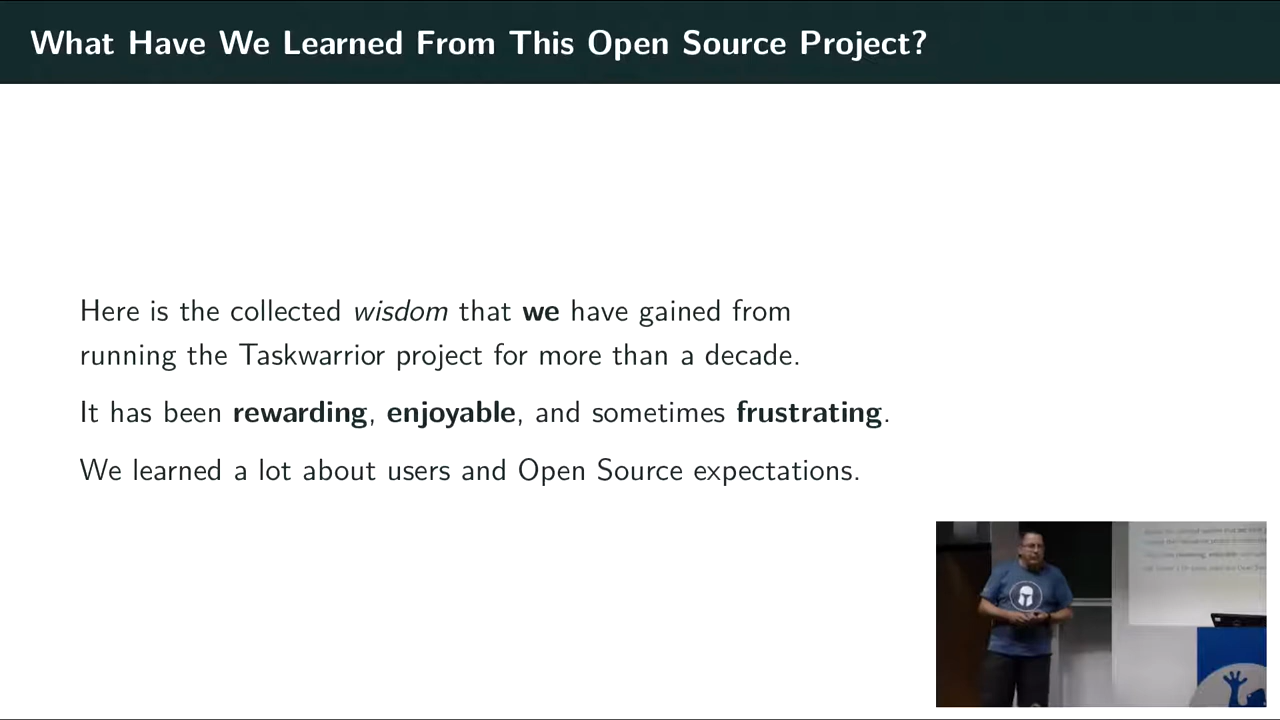 What Have We Learned From This Open Source Project?
Here is the collected wisdom that we have gained from
running the Taskwarrior project for more than a decade.
It has been rewarding, enjoyable, and sometimes frustrating.
We learned a lot about users and Open Source expectations.